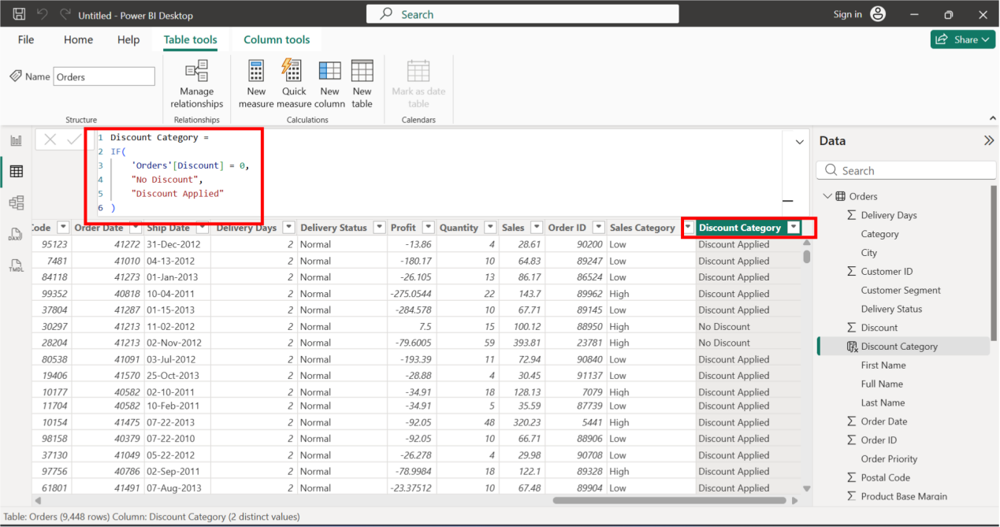 Untitled - Power BI Desktop
Search
Sign in
File Home Help Table tools Column tools
Share
Name Orders
Manage relationships
New measure
Quick measure
New column
New table
Mark as date table
Structure Relationships Calculations Calendars
1 Discount Category =
2 IF(
3 'Orders'[Discount] = 0,
4 "No Discount",
5 "Discount Applied"
6 )
Code Order Date Ship Date Delivery Days Delivery Status Profit Quantity Sales Order ID Sales Category Discount Category
95123 41272 31-Dec-2012 2 Normal -13.86 4 28.61 90200 Low Discount Applied
7481 41010 04-13-2012 2 Normal -180.17 10 64.83 89247 Low Discount Applied
84118 41273 01-Jan-2013 2 Normal -26.105 13 86.17 86524 Low Discount Applied
99352 40818 10-04-2011 2 Normal -275.0544 22 143.7 89962 High Discount Applied
37804 41287 01-15-2013 2 Normal -284.578 10 67.71 89145 Low Discount Applied
30297 41213 11-02-2012 2 Normal 7.5 15 100.12 88950 High No Discount
28204 41213 02-Nov-2012 2 Normal -79.6005 59 393.81 23781 High No Discount
80538 41091 03-Jul-2012 2 Normal -193.39 11 72.94 90840 Low Discount Applied
19406 41570 25-Oct-2013 2 Normal -28.88 4 30.45 91137 Low Discount Applied
10177 40582 02-10-2011 2 Normal -34.91 18 128.13 7079 High Discount Applied
11704 40582 10-Feb-2011 2 Normal -34.91 5 35.59 87739 Low Discount Applied
10154 41475 07-22-2013 2 Normal -92.05 48 320.23 5441 High Discount Applied
98158 40379 07-22-2010 2 Normal -92.05 10 66.71 88906 Low Discount Applied
37130 41049 05-22-2012 2 Normal -26.278 4 29.98 90708 Low Discount Applied
97756 40786 02-Sep-2011 2 Normal -78.9984 18 122.1 89328 High Discount Applied
61801 41491 07-Aug-2013 2 Normal -23.37512 10 67.48 89904 Low Discount Applied
Data
Search
Orders
Delivery Days
Category
City
Customer ID
Customer Segment
Delivery Status
Discount
Discount Category
First Name
Full Name
Last Name
Order Date
Order ID
Order Priority
Postal Code
Product Base Margin
DAX
TMDL
Table: Orders (9,448 rows) Column: Discount Category (2 distinct values)